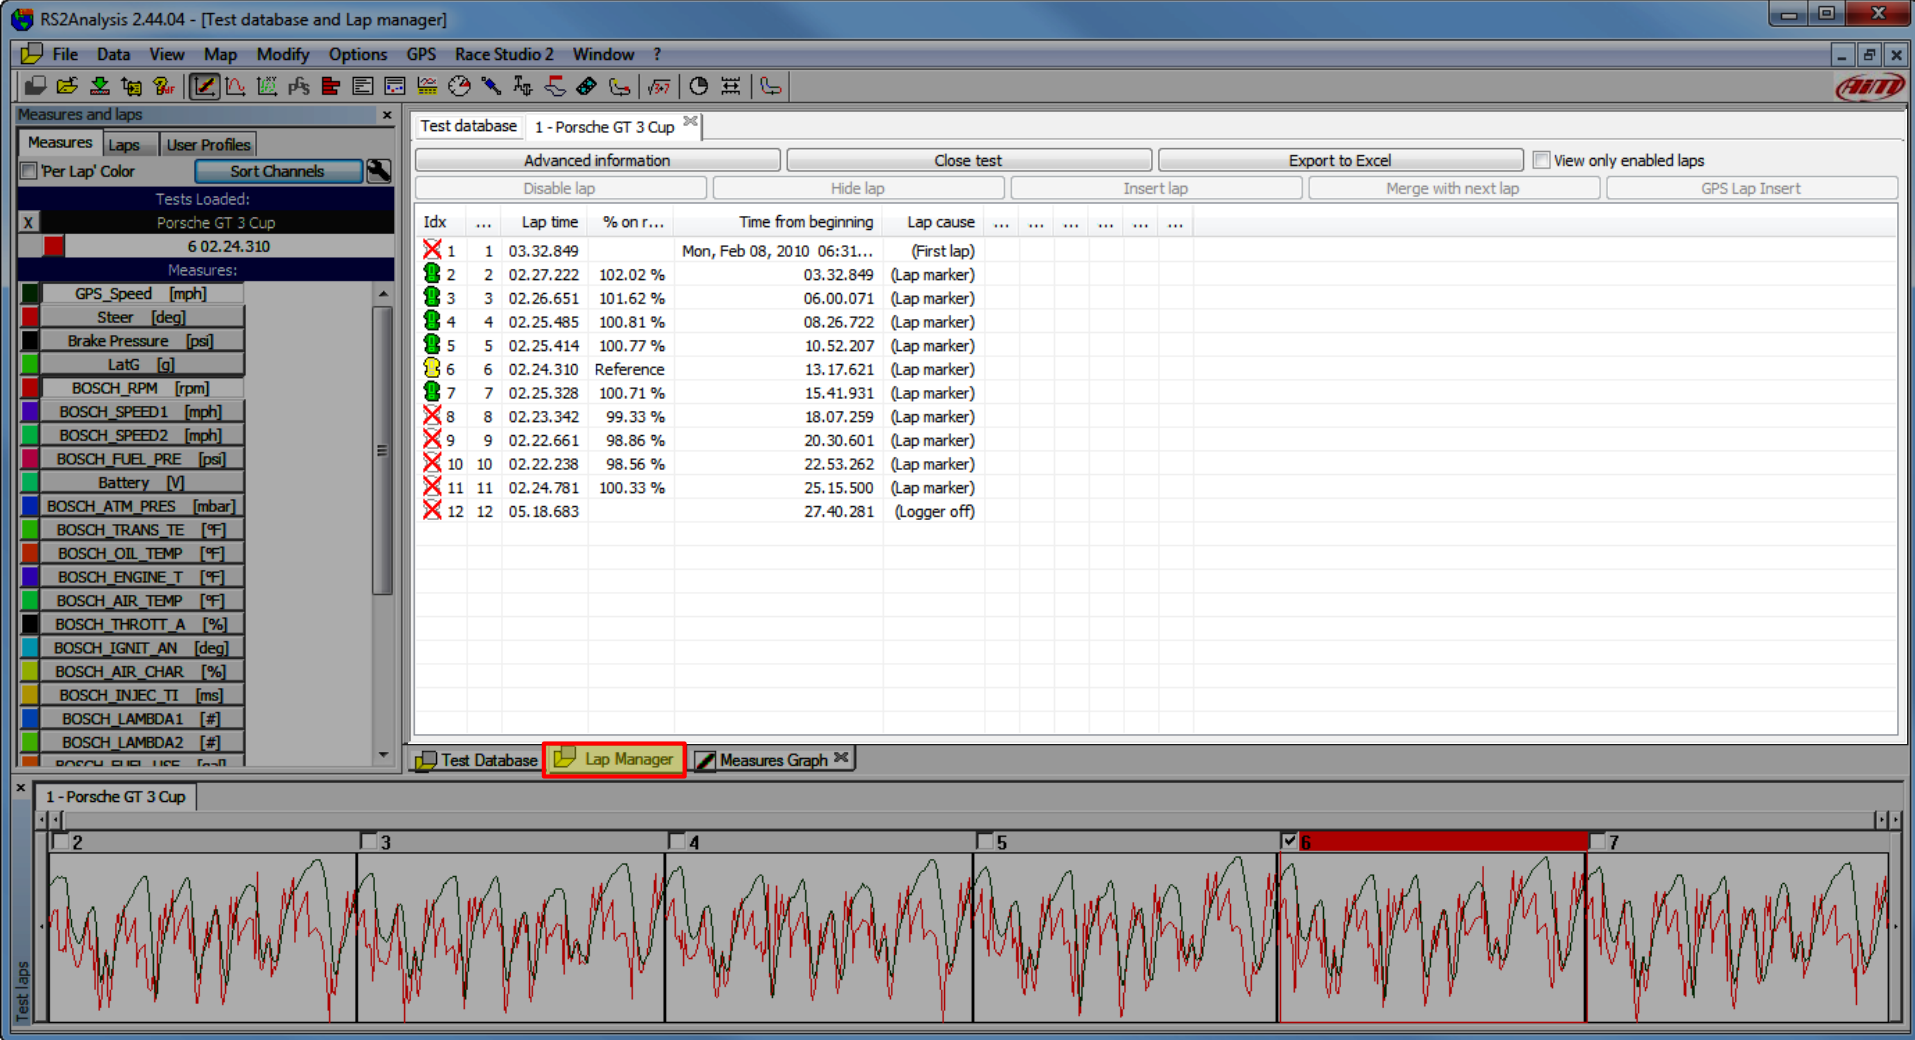 RS2Analysis 2.44.04 - [Test database and Lap manager]
File Data View Map Modify Options GPS Race Studio 2 Window ?
AiM
Measures and laps
Measures Laps User Profiles
'Per Lap' Color Sort Channels
Tests Loaded:
X Porsche GT 3 Cup
6 02.24.310
Measures:
GPS_Speed [mph]
Steer [deg]
Brake Pressure [psi]
LatG [g]
BOSCH_RPM [rpm]
BOSCH_SPEED1 [mph]
BOSCH_SPEED2 [mph]
BOSCH_FUEL_PRE [psi]
Battery [V]
BOSCH_ATM_PRES [mbar]
BOSCH_TRANS_TE [°F]
BOSCH_OIL_TEMP [°F]
BOSCH_ENGINE_T [°F]
BOSCH_AIR_TEMP [°F]
BOSCH_THROTT_A [%]
BOSCH_IGNIT_AN [deg]
BOSCH_AIR_CHAR [%]
BOSCH_INJEC_TI [ms]
BOSCH_LAMBDA1 [#]
BOSCH_LAMBDA2 [#]
BOSCH_FUEL_USE [gal]
Test database 1 - Porsche GT 3 Cup
Advanced information Close test Export to Excel View only enabled laps
Disable lap Hide lap Insert lap Merge with next lap GPS Lap Insert
Idx ... Lap time % on r... Time from beginning Lap cause ... ... ... ... ... ...
1 1 03.32.849 Mon, Feb 08, 2010 06:31... (First lap)
2 2 02.27.222 102.02 % 03.32.849 (Lap marker)
3 3 02.26.651 101.62 % 06.00.071 (Lap marker)
4 4 02.25.485 100.81 % 08.26.722 (Lap marker)
5 5 02.25.414 100.77 % 10.52.207 (Lap marker)
6 6 02.24.310 Reference 13.17.621 (Lap marker)
7 7 02.25.328 100.71 % 15.41.931 (Lap marker)
8 8 02.23.342 99.33 % 18.07.259 (Lap marker)
9 9 02.22.661 98.86 % 20.30.601 (Lap marker)
10 10 02.22.238 98.56 % 22.53.262 (Lap marker)
11 11 02.24.781 100.33 % 25.15.500 (Lap marker)
12 12 05.18.683 27.40.281 (Logger off)
Test Database Lap Manager Measures Graph
1 - Porsche GT 3 Cup
2 3 4 5 6 7
Test laps